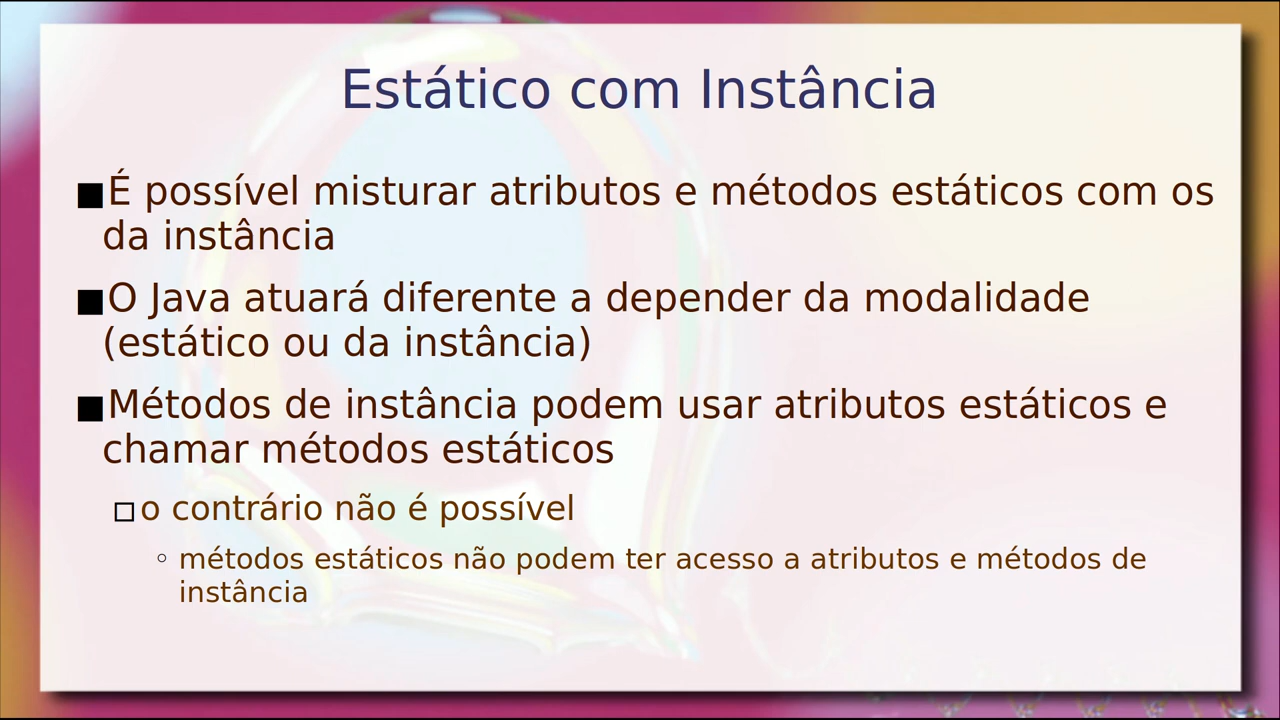 Estático com Instância
■É possível misturar atributos e métodos estáticos com os
da instância
■O Java atuará diferente a depender da modalidade
(estático ou da instância)
■Métodos de instância podem usar atributos estáticos e
chamar métodos estáticos
□o contrário não é possível
◦ métodos estáticos não podem ter acesso a atributos e métodos de
instância